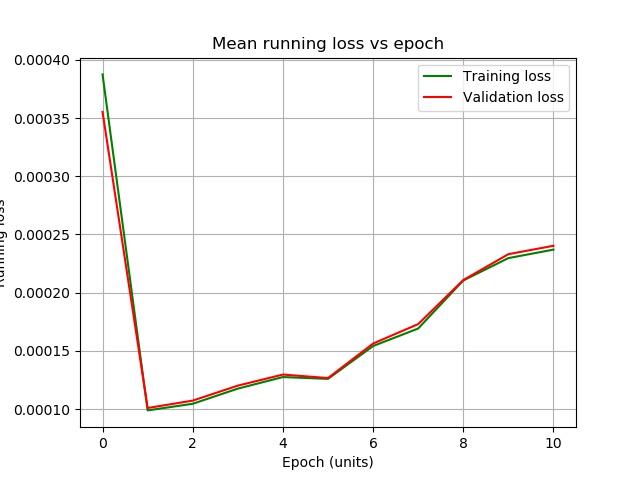 Mean running loss vs epoch
0.00040
0.00035
0.00030
0.00025
0.00020
0.00015
0.00010
Training loss
Validation loss
0 2 4 6 8 10
Epoch (units)
Running loss